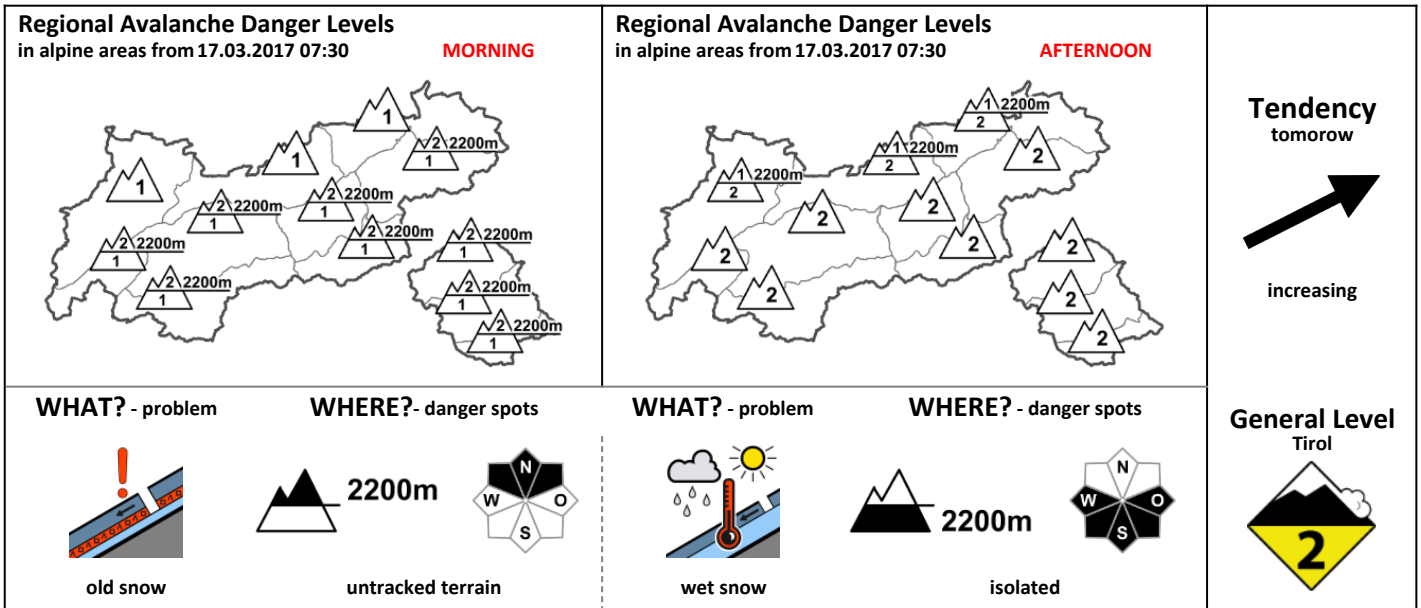 Regional Avalanche Danger Levels
in alpine areas from 17.03.2017 07:30 MORNING
1
2 2200m
1
1
1
2 2200m
1
2 2200m
1
2 2200m
1
2 2200m
1
2 2200m
1
2 2200m
1
2 2200m
1
2 2200m
1
Regional Avalanche Danger Levels
in alpine areas from 17.03.2017 07:30 AFTERNOON
1 2200m
2
1 2200m
2
2
1 2200m
2
2
2
2
2
2
2
2
2
Tendency
tomorow
increasing
WHAT? - problem
old snow
WHERE? - danger spots
2200m
N
W O
S
untracked terrain
WHAT? - problem
wet snow
WHERE? - danger spots
2200m
N
W O
S
isolated
General Level
Tirol
2